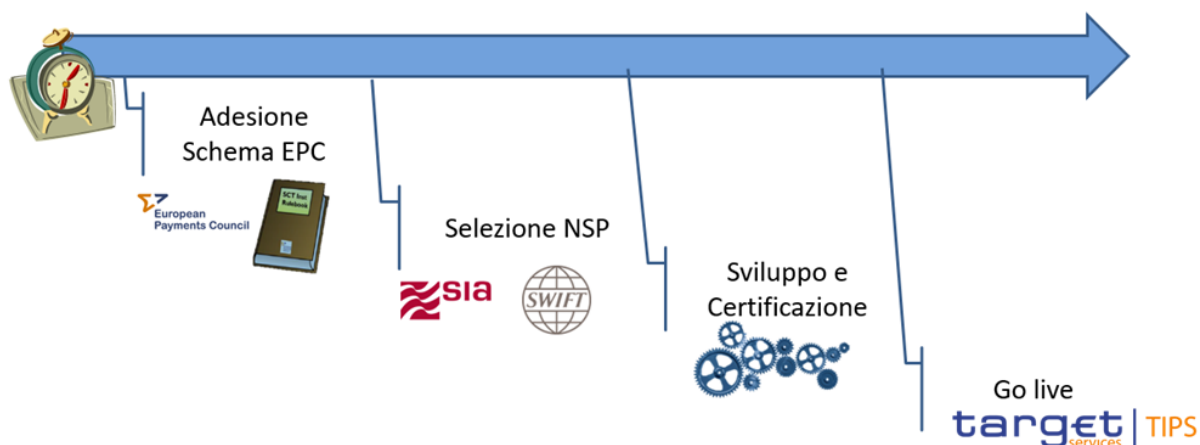 Adesione
Schema EPC
European
Payments Council
SCT Inst
Rulebook
Selezione NSP
sia
SWIFT
Sviluppo e
Certificazione
Go live
target | TIPS
services